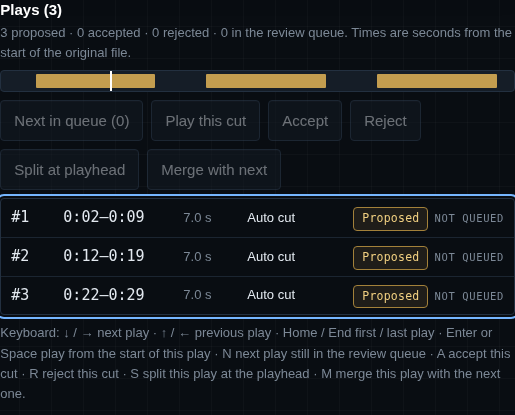 Plays (3)
3 proposed · 0 accepted · 0 rejected · 0 in the review queue. Times are seconds from the
start of the original file.
Next in queue (0)
Play this cut
Accept
Reject
Split at playhead
Merge with next
#1 0:02–0:09 7.0 s Auto cut Proposed NOT QUEUED
#2 0:12–0:19 7.0 s Auto cut Proposed NOT QUEUED
#3 0:22–0:29 7.0 s Auto cut Proposed NOT QUEUED
Keyboard: ↓ / → next play · ↑ / ← previous play · Home / End first / last play · Enter or
Space play from the start of this play · N next play still in the review queue · A accept this
cut · R reject this cut · S split this play at the playhead · M merge this play with the next
one.